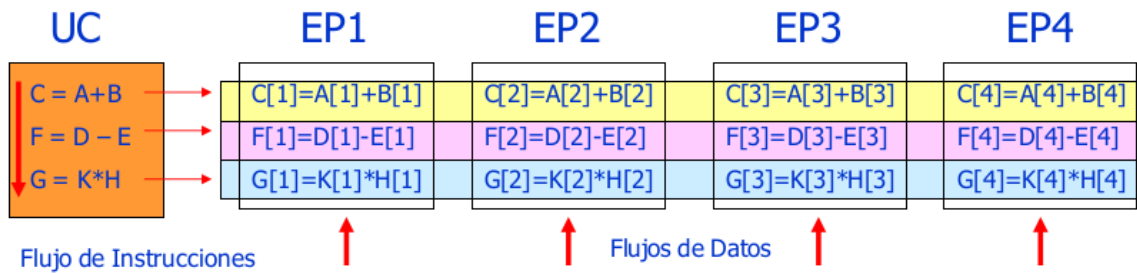 UC EP1 EP2 EP3 EP4
C = A+B C[1]=A[1]+B[1] C[2]=A[2]+B[2] C[3]=A[3]+B[3] C[4]=A[4]+B[4]
F = D – E F[1]=D[1]-E[1] F[2]=D[2]-E[2] F[3]=D[3]-E[3] F[4]=D[4]-E[4]
G = K*H G[1]=K[1]*H[1] G[2]=K[2]*H[2] G[3]=K[3]*H[3] G[4]=K[4]*H[4]
Flujo de Instrucciones Flujos de Datos